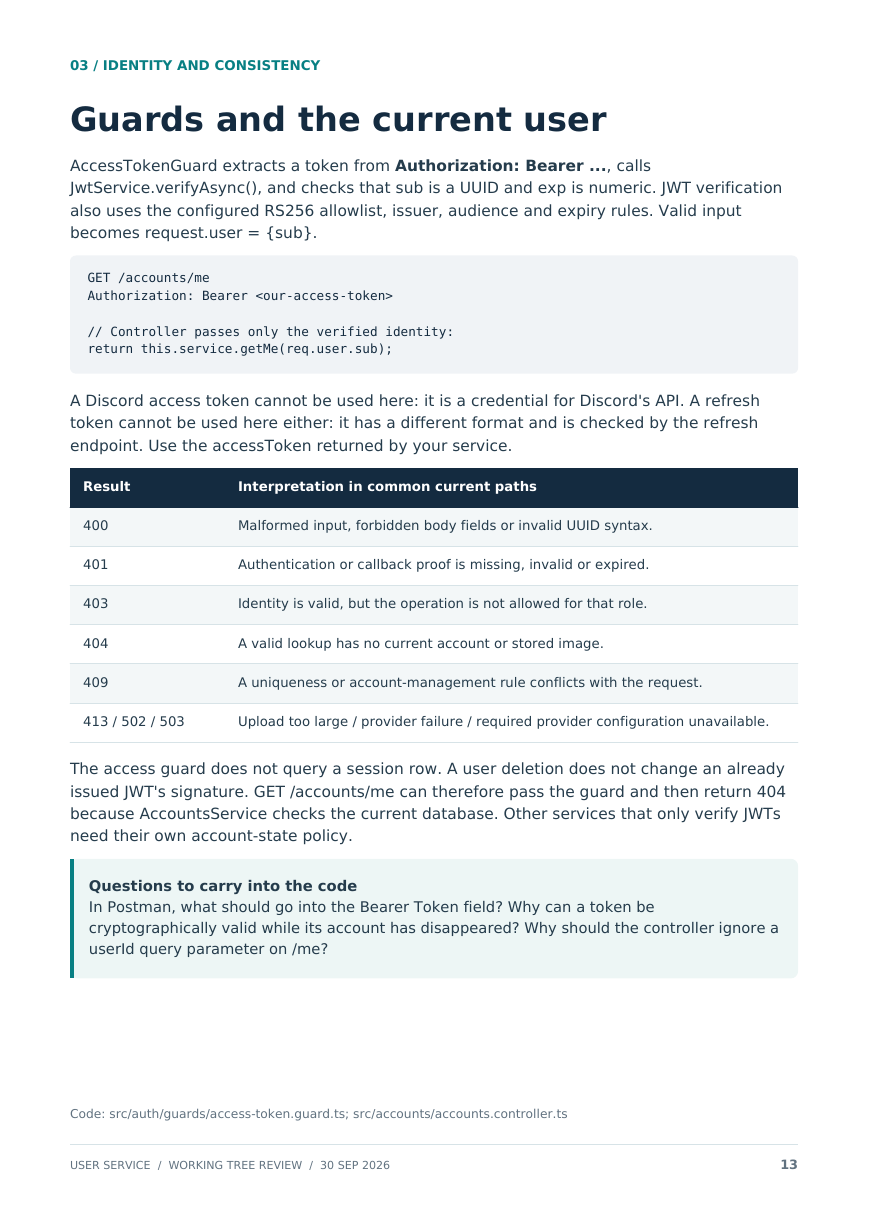 03 / IDENTITY AND CONSISTENCY
Guards and the current user
AccessTokenGuard extracts a token from Authorization: Bearer ..., calls
JwtService.verifyAsync(), and checks that sub is a UUID and exp is numeric. JWT verification
also uses the configured RS256 allowlist, issuer, audience and expiry rules. Valid input
becomes request.user = {sub}.
GET /accounts/me
Authorization: Bearer <our-access-token>
// Controller passes only the verified identity:
return this.service.getMe(req.user.sub);
A Discord access token cannot be used here: it is a credential for Discord's API. A refresh
token cannot be used here either: it has a different format and is checked by the refresh
endpoint. Use the accessToken returned by your service.
Result Interpretation in common current paths
400 Malformed input, forbidden body fields or invalid UUID syntax.
401 Authentication or callback proof is missing, invalid or expired.
403 Identity is valid, but the operation is not allowed for that role.
404 A valid lookup has no current account or stored image.
409 A uniqueness or account-management rule conflicts with the request.
413 / 502 / 503 Upload too large / provider failure / required provider configuration unavailable.
The access guard does not query a session row. A user deletion does not change an already
issued JWT's signature. GET /accounts/me can therefore pass the guard and then return 404
because AccountsService checks the current database. Other services that only verify JWTs
need their own account-state policy.
Questions to carry into the code
In Postman, what should go into the Bearer Token field? Why can a token be
cryptographically valid while its account has disappeared? Why should the controller ignore a
userId query parameter on /me?
Code: src/auth/guards/access-token.guard.ts; src/accounts/accounts.controller.ts
USER SERVICE / WORKING TREE REVIEW / 30 SEP 2026 13